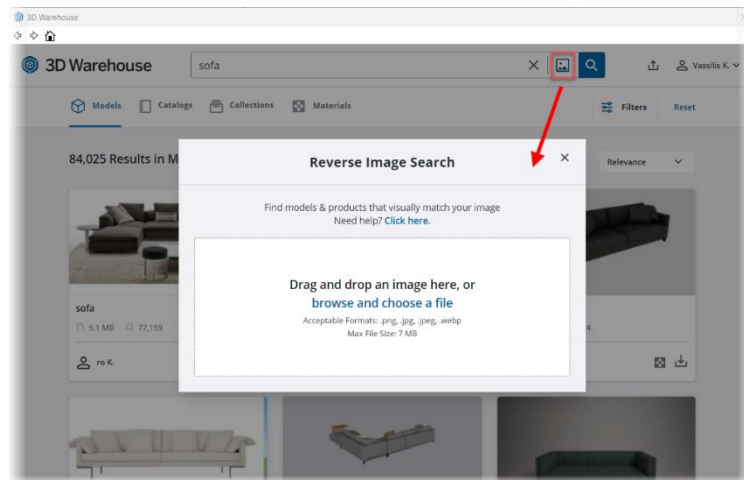 3D Warehouse
3D Warehouse
sofa
Vassilis K.
Models
Catalogs
Collections
Materials
Filters
Reset
84,025 Results in M
Relevance
Reverse Image Search
Find models & products that visually match your image
Need help? Click here.
Drag and drop an image here, or
browse and choose a file
Acceptable Formats: .png, .jpg, .jpeg, .webp
Max File Size: 7 MB
sofa
5.1 MB
77,159
4
ro K.